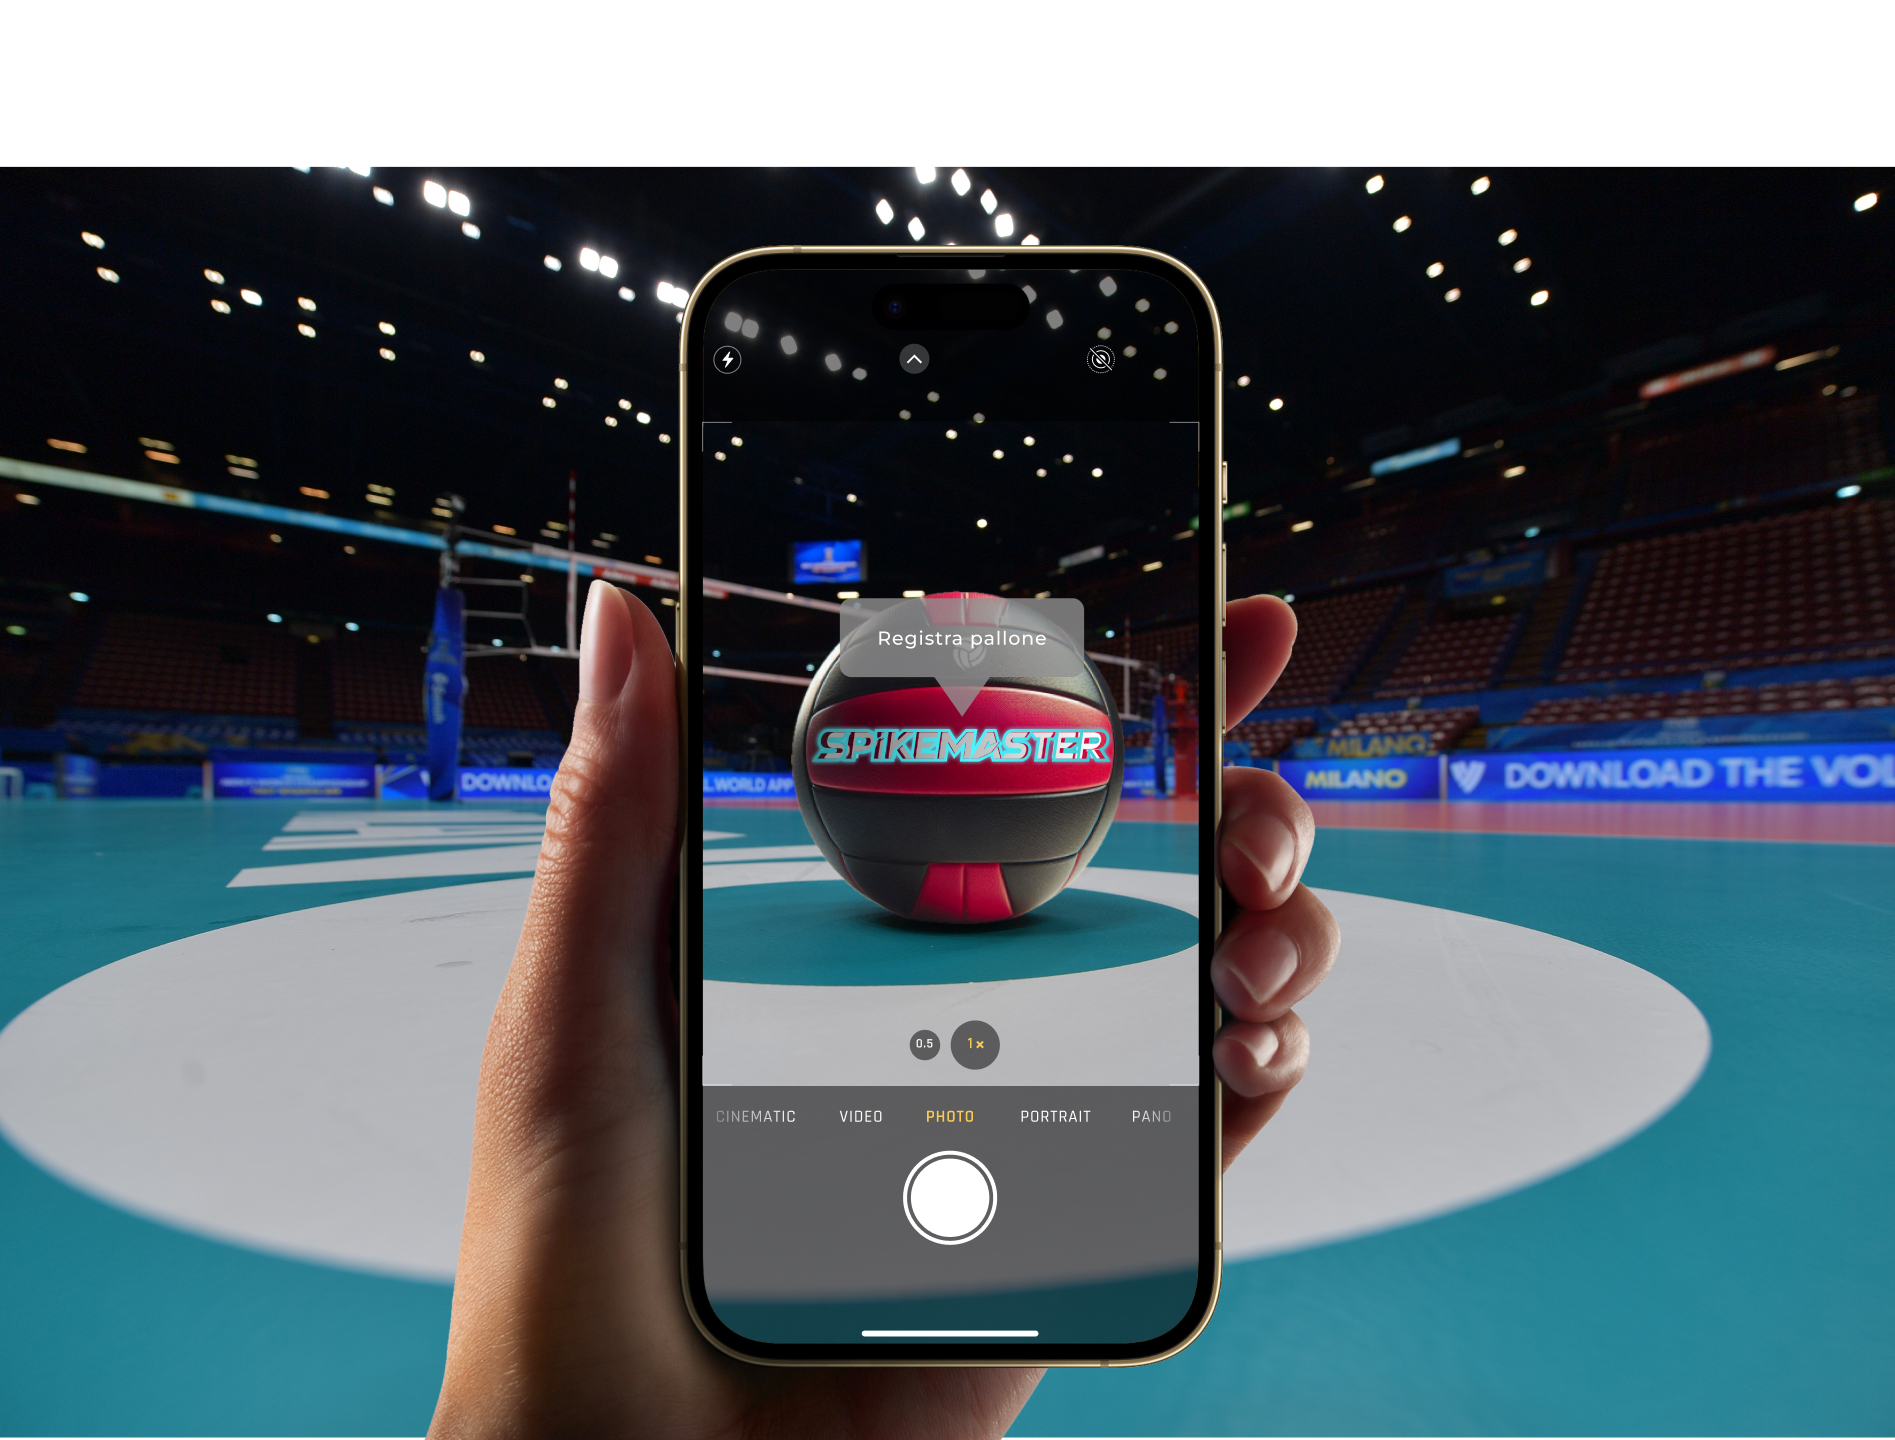 Registra pallone
SPiKEMASTER
MILANO
DOWNLO
L WORLD APP
MILANO
DOWNLOAD THE VOL
0.5
1×
CINEMATIC VIDEO PHOTO PORTRAIT PANO